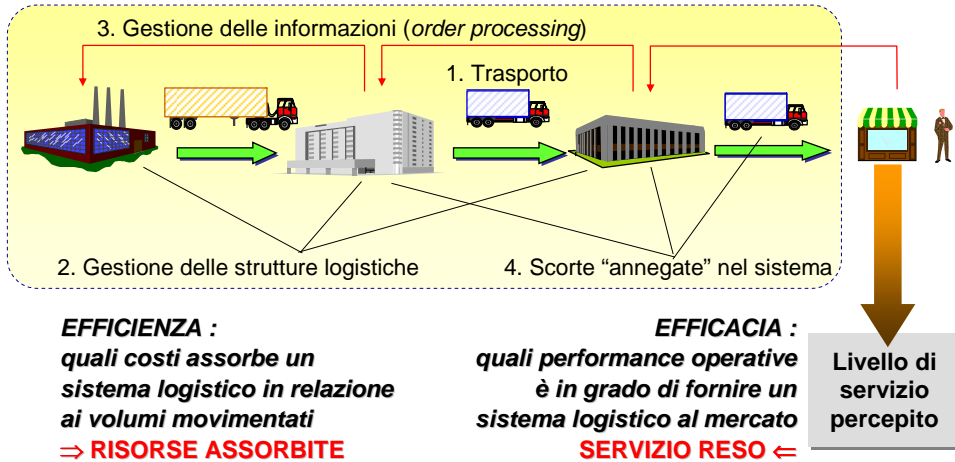 3. Gestione delle informazioni (order processing)
1. Trasporto
2. Gestione delle strutture logistiche
4. Scorte “annegate” nel sistema
EFFICIENZA :
quali costi assorbe un
sistema logistico in relazione
ai volumi movimentati
⇒ RISORSE ASSORBITE
EFFICACIA :
quali performance operative
è in grado di fornire un
sistema logistico al mercato
SERVIZIO RESO ⇐
Livello di
servizio
percepito